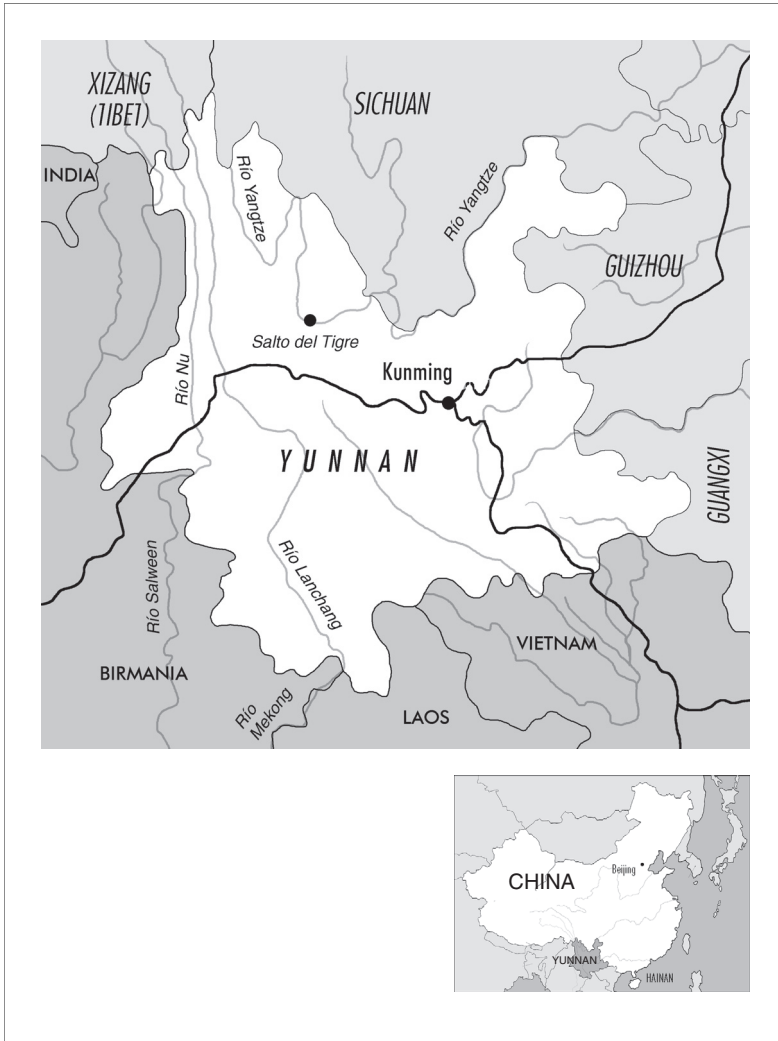 XIZANG
(TIBET)
SICHUAN
INDIA
Río Yangtze
Río Yangtze
GUIZHOU
Salto del Tigre
Río Nu
Kunming
YUNNAN
GUANGXI
Río Salween
Río Lanchang
VIETNAM
BIRMANIA
Río
Mekong
LAOS
Beijing
CHINA
YUNNAN
HAINAN